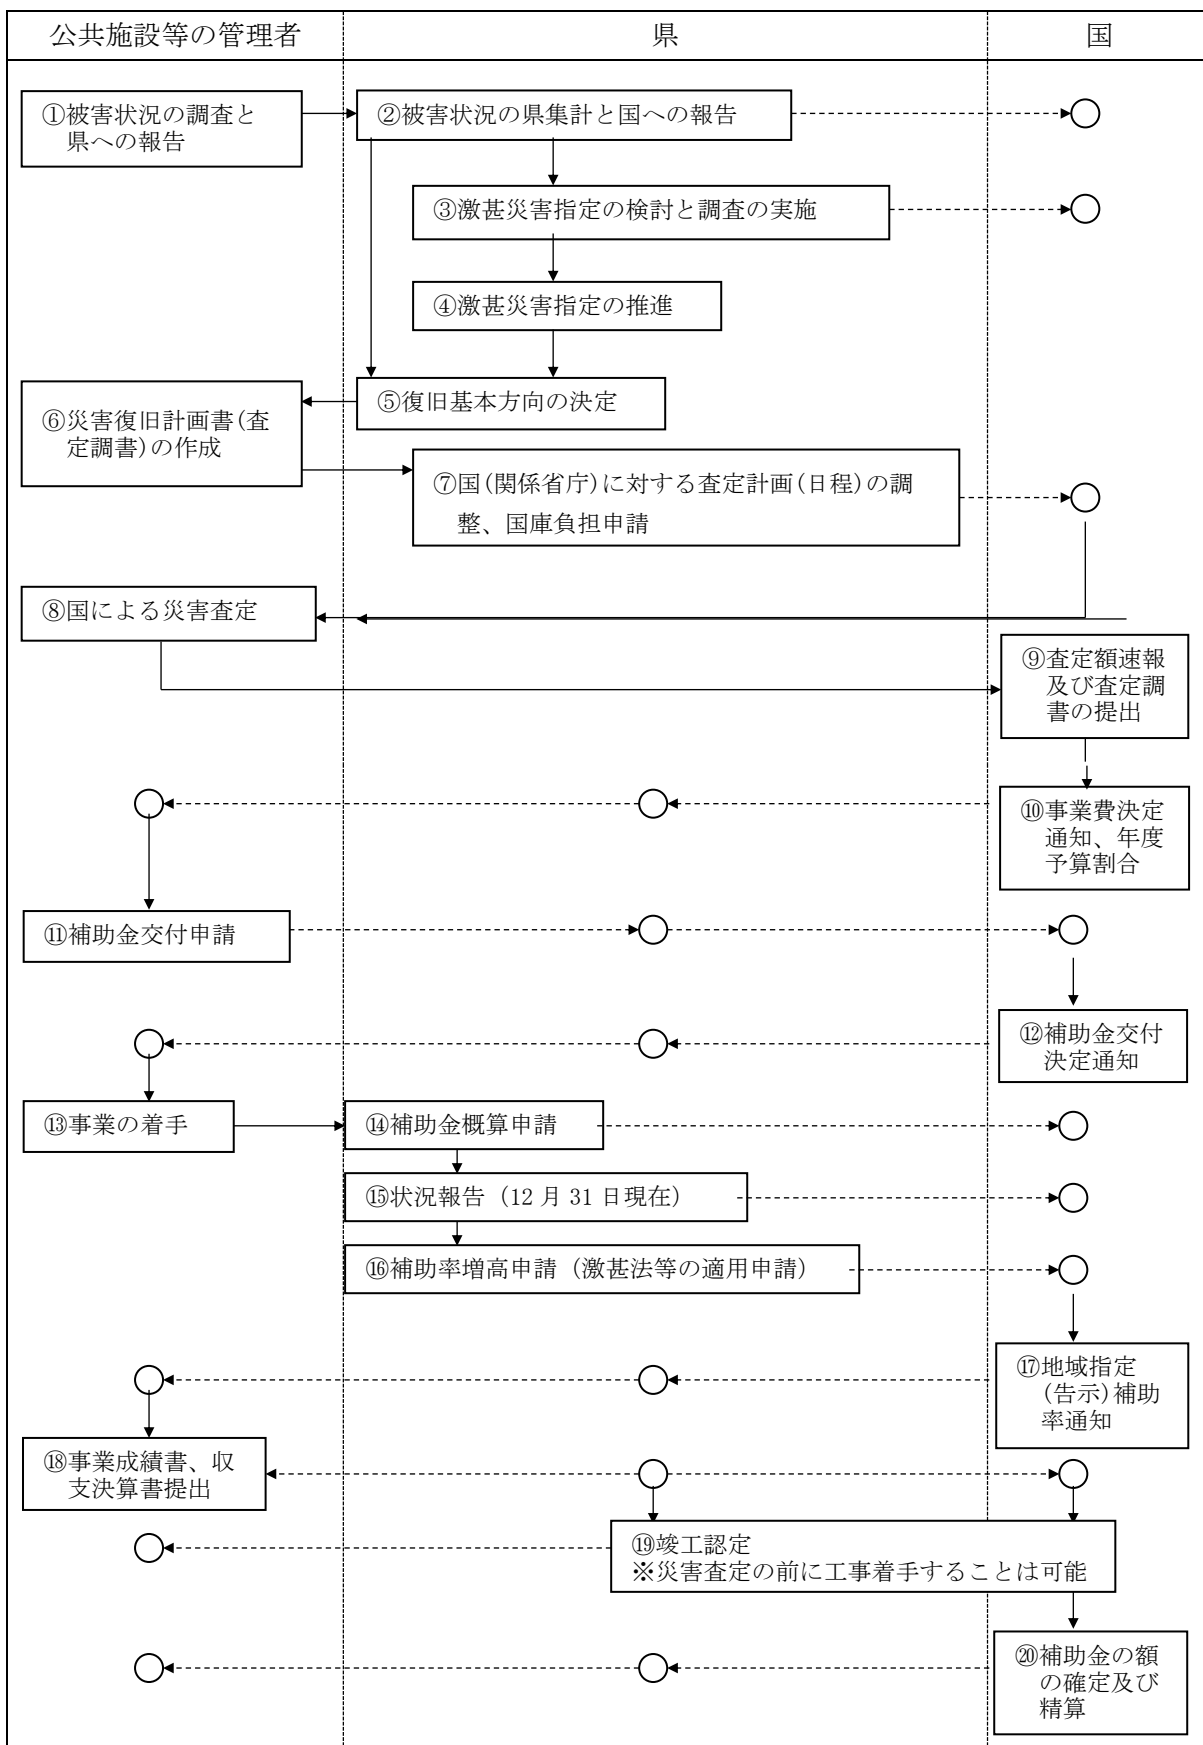 公共施設等の管理者
県
国
①被害状況の調査と
県への報告
②被害状況の県集計と国への報告
③激甚災害指定の検討と調査の実施
④激甚災害指定の推進
⑤復旧基本方向の決定
⑥災害復旧計画書(査
定調書)の作成
⑦国(関係省庁)に対する査定計画(日程)の調
整、国庫負担申請
⑧国による災害査定
⑨査定額速報
及び査定調
書の提出
⑩事業費決定
通知、年度
予算割合
⑪補助金交付申請
⑫補助金交付
決定通知
⑬事業の着手
⑭補助金概算申請
⑮状況報告（12 月 31 日現在）
⑯補助率増高申請（激甚法等の適用申請）
⑰地域指定
(告示)補助
率通知
⑱事業成績書、収
支決算書提出
⑲竣工認定
※災害査定の前に工事着手することは可能
⑳補助金の額
の確定及び
精算